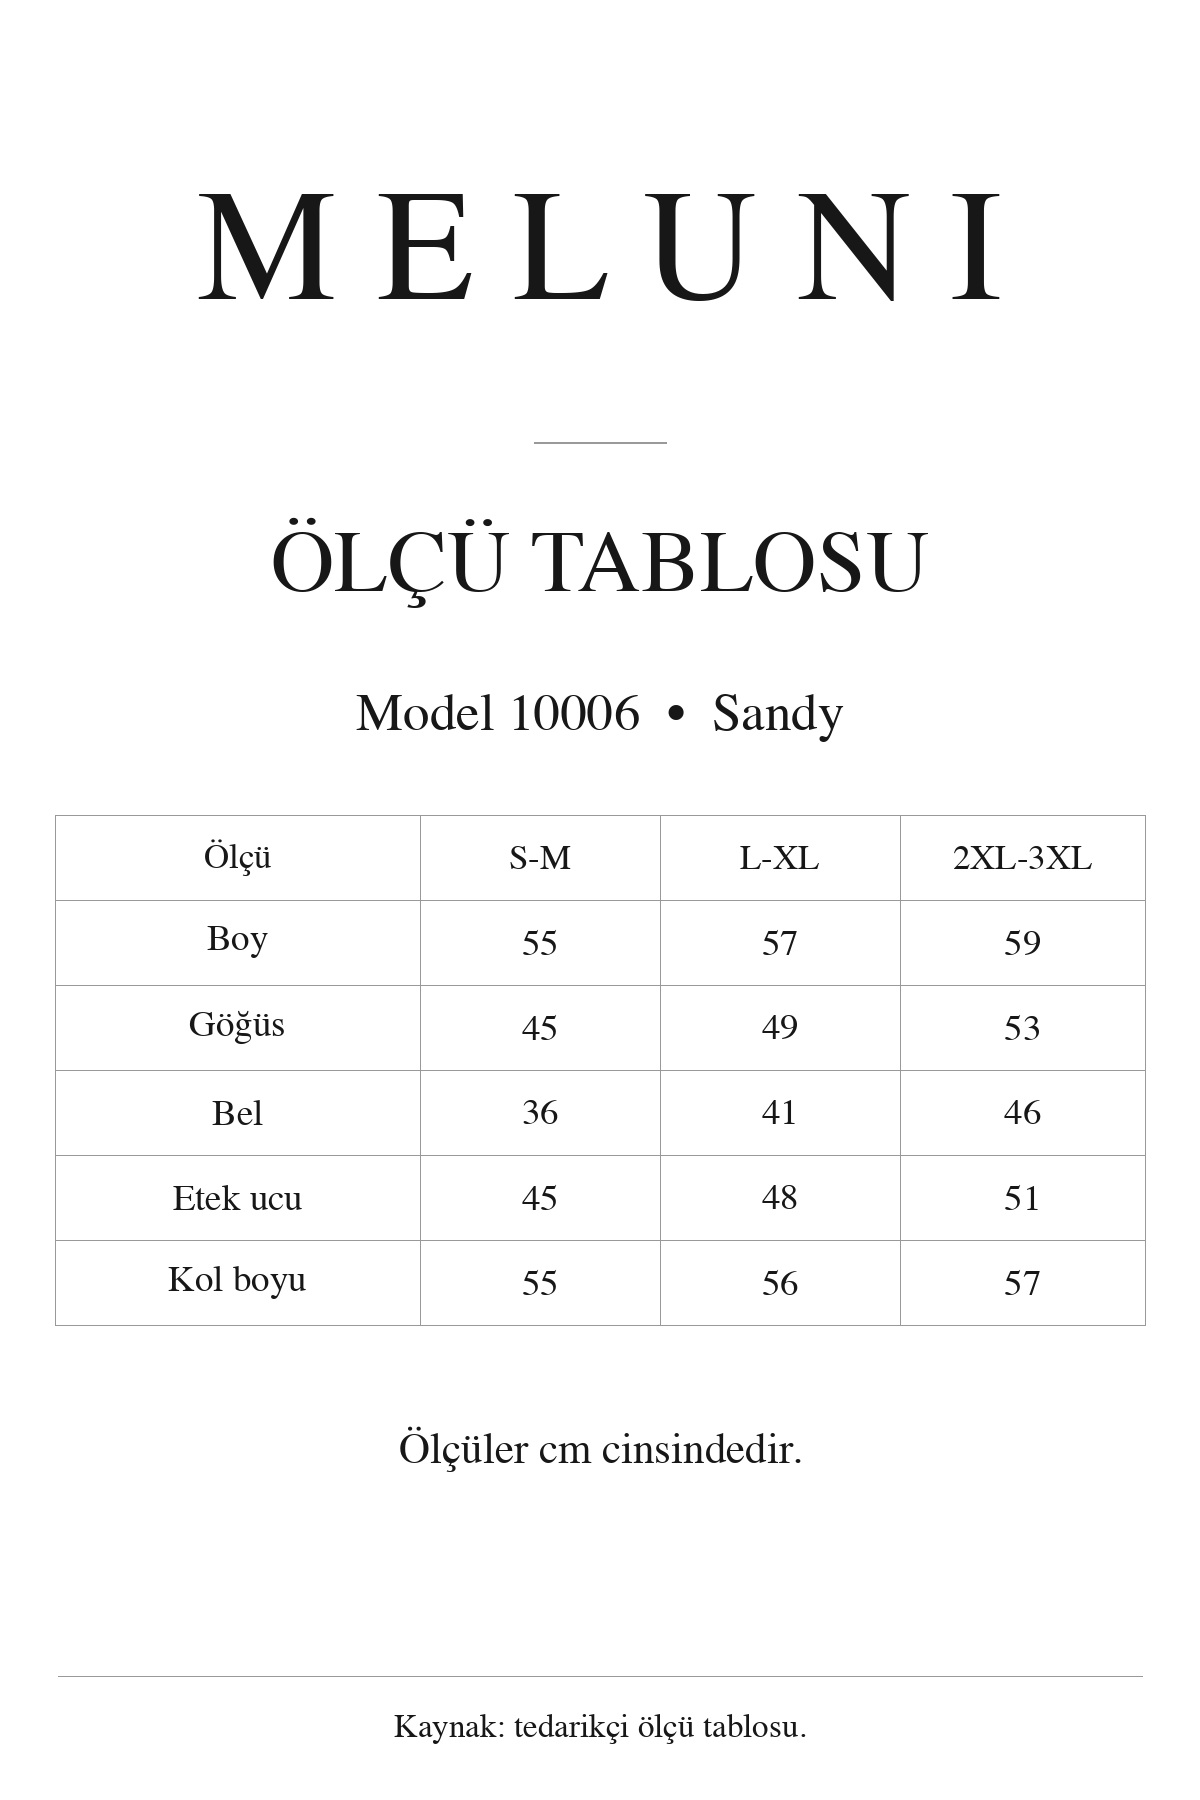 MELUNI
ÖLÇÜ TABLOSU
Model 10006 • Sandy
Ölçü S-M L-XL 2XL-3XL
Boy 55 57 59
Göğüs 45 49 53
Bel 36 41 46
Etek ucu 45 48 51
Kol boyu 55 56 57
Ölçüler cm cinsindedir.
Kaynak: tedarikçi ölçü tablosu.